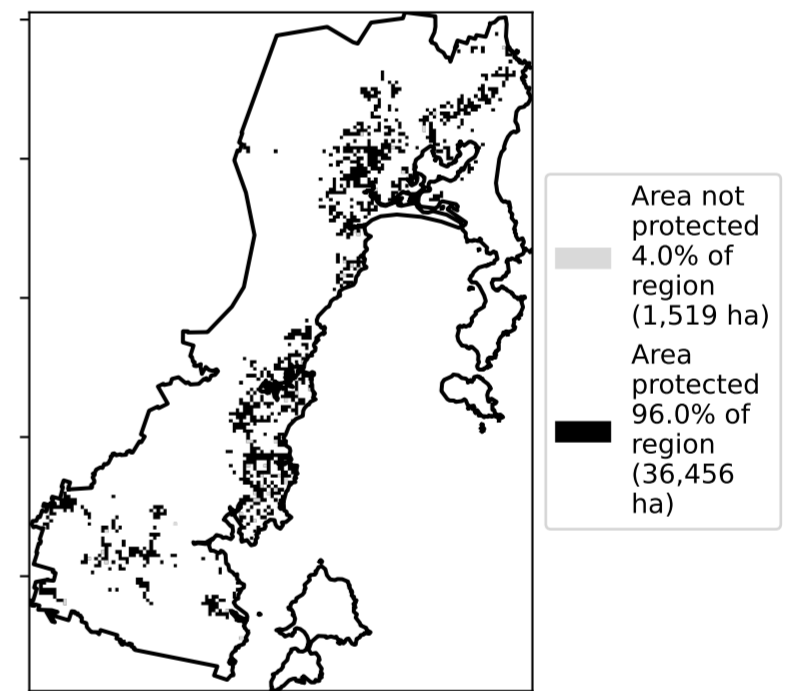 Area not
protected
4.0% of
region
(1,519 ha)
Area
protected
96.0% of
region
(36,456
ha)